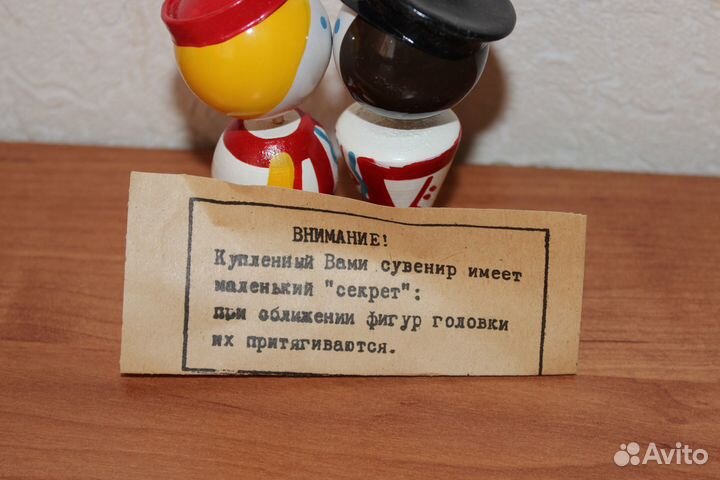 ВНИМАНИЕ!
Купленный Вами сувенир имеет
маленький "секрет":
при сближении фигур головки
их притягиваются.
Avito